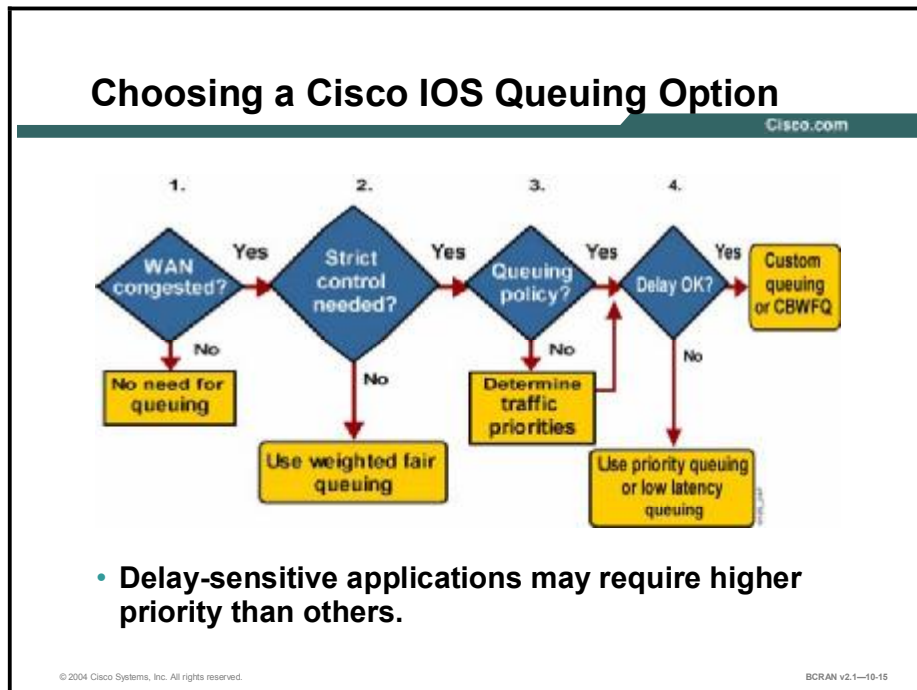 Choosing a Cisco IOS Queuing Option
Cisco.com
1.
2.
3.
4.
WAN
congested?
Yes
Strict
control
needed?
Yes
Queuing
policy?
Yes
Delay OK?
Yes
Custom
queuing
or CBWFQ
No
No need for
queuing
No
Use weighted fair
queuing
No
Determine
traffic
priorities
No
Use priority queuing
or low latency
queuing
• Delay-sensitive applications may require higher
priority than others.
© 2004 Cisco Systems, Inc. All rights reserved.
BCRAN v2.1—10-15